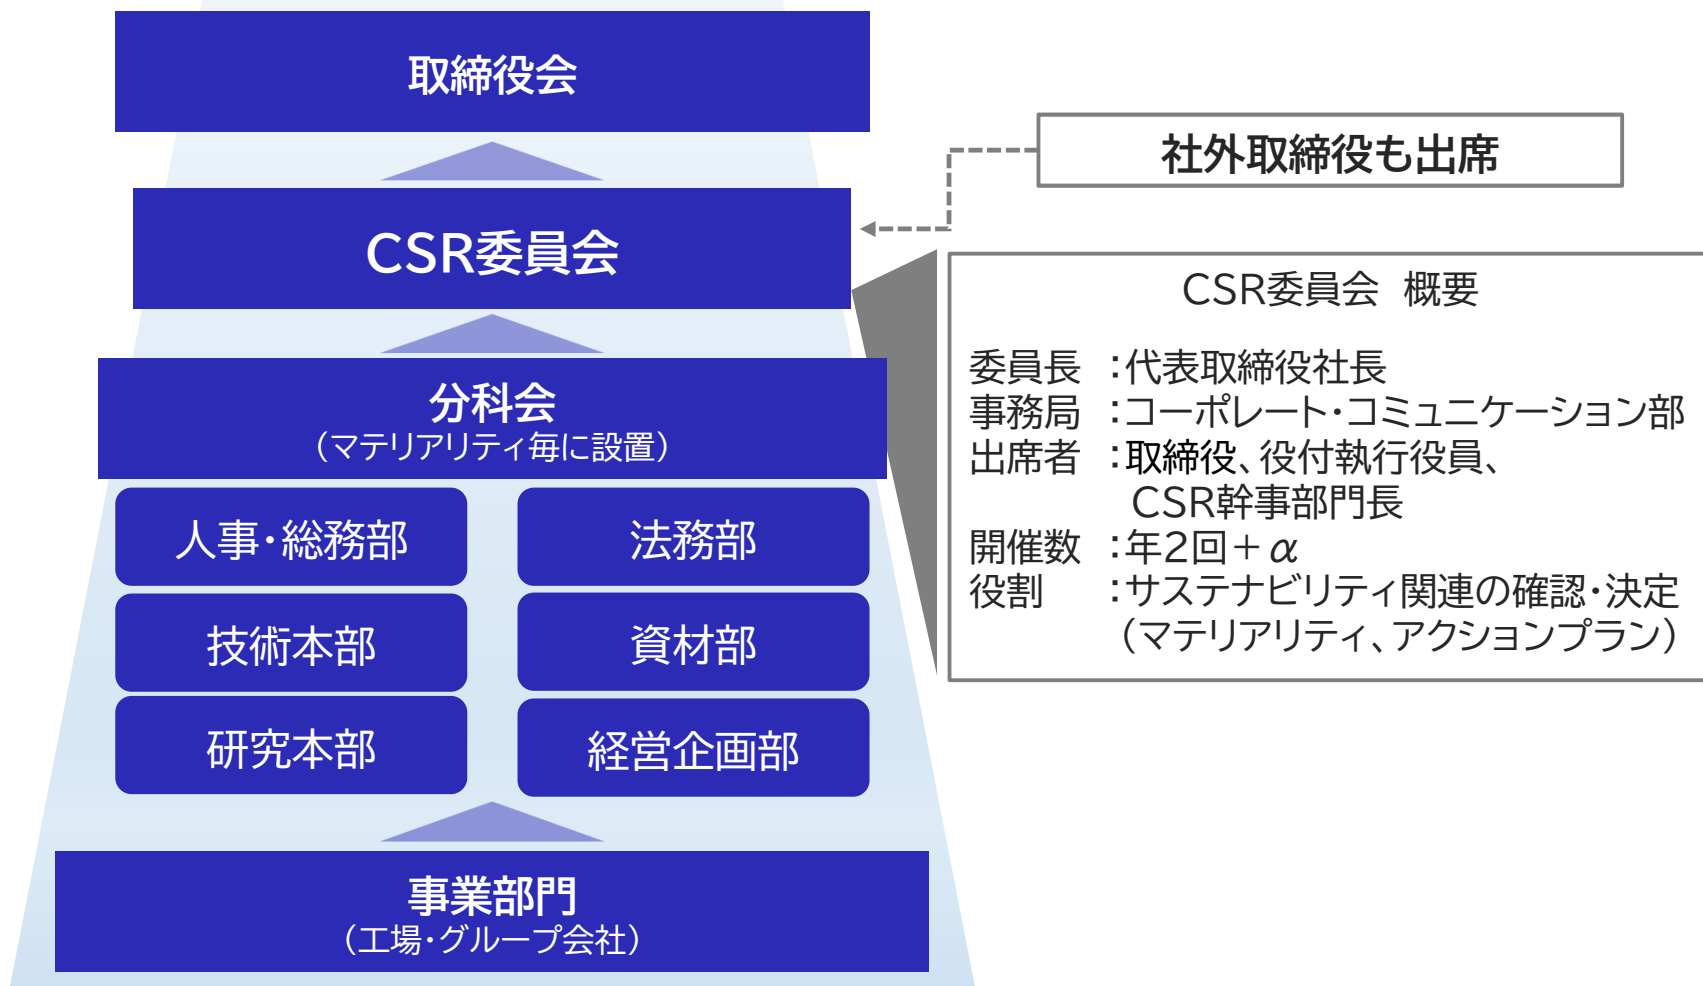 取締役会
社外取締役も出席
CSR委員会
CSR委員会 概要
委員長 ：代表取締役社長
事務局 ：コーポレート・コミュニケーション部
出席者 ：取締役、役付執行役員、
CSR幹事部門長
開催数 ：年2回＋α
役割 ：サステナビリティ関連の確認・決定
（マテリアリティ、アクションプラン）
分科会
（マテリアリティ毎に設置）
人事・総務部
法務部
技術本部
資材部
研究本部
経営企画部
事業部門
（工場・グループ会社）